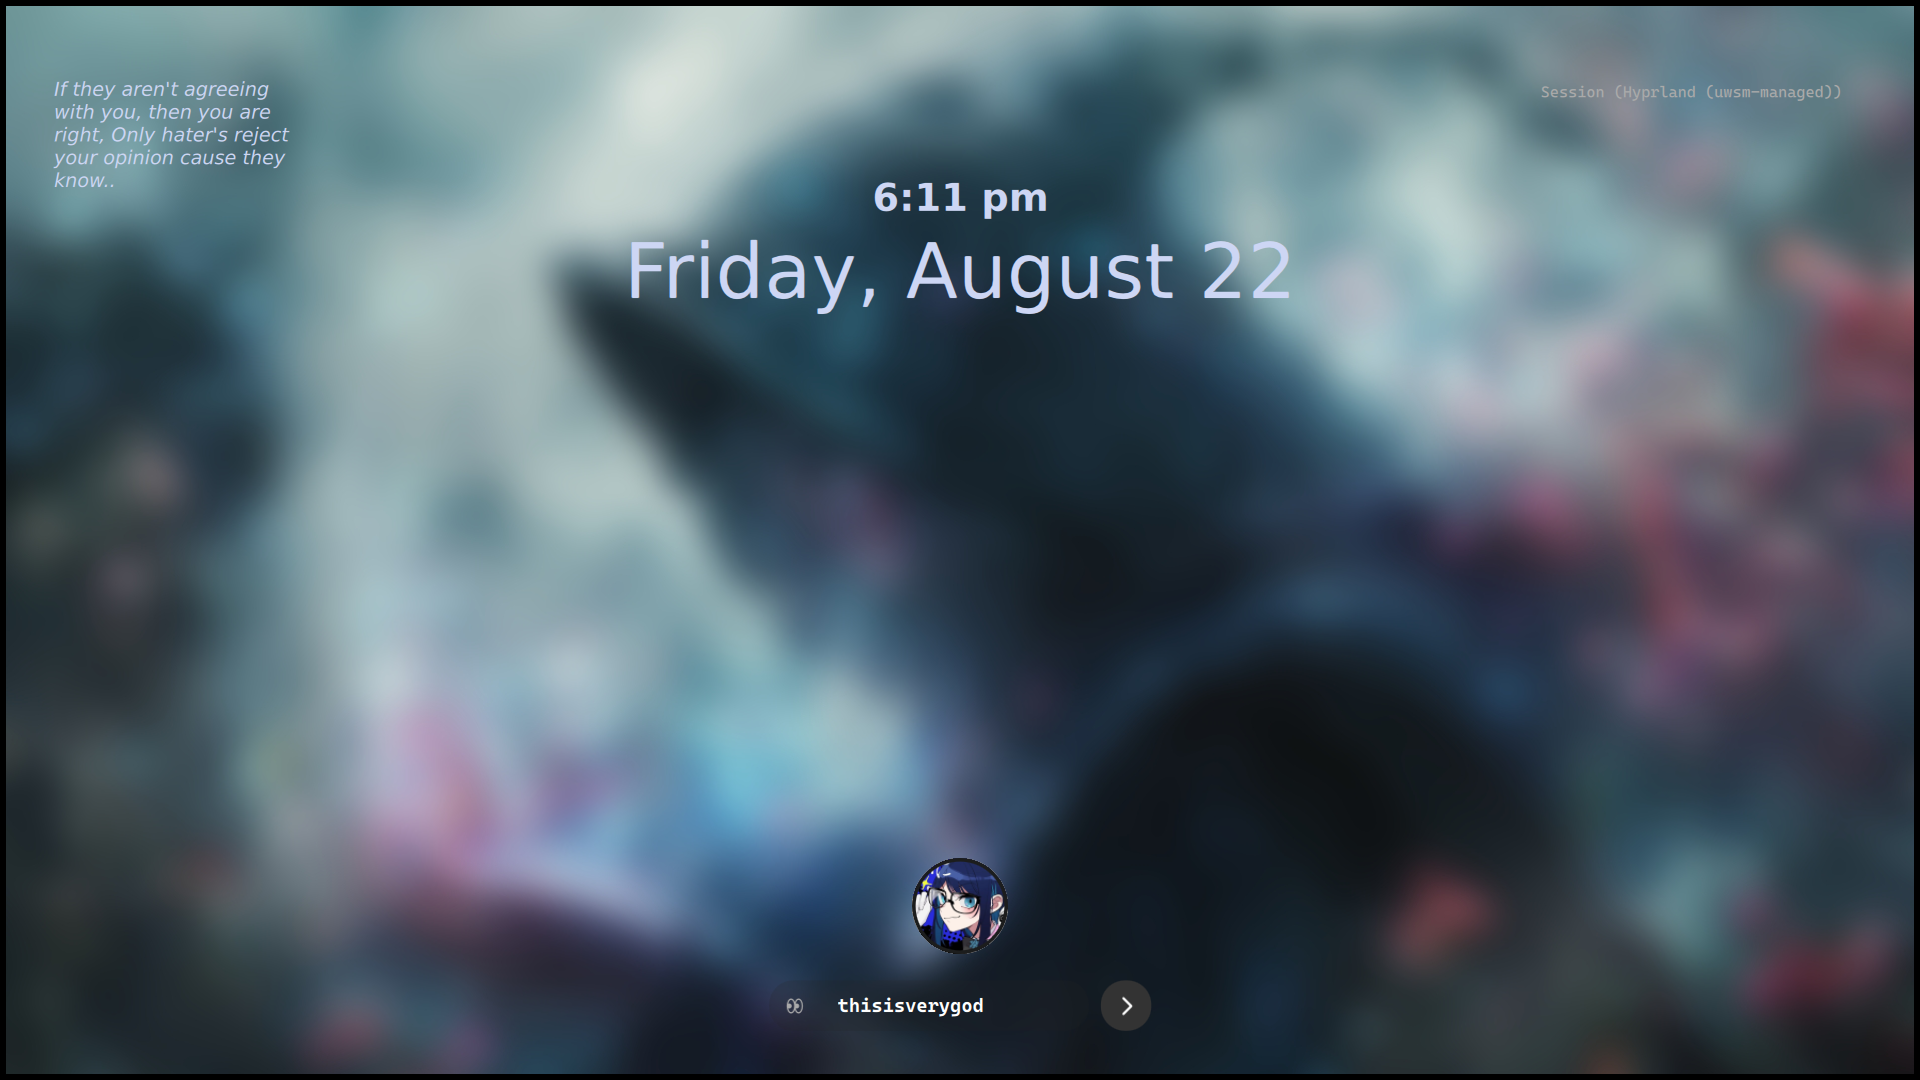 If they aren't agreeing
with you, then you are
right, Only hater's reject
your opinion cause they
know..
Session (Hyprland (uwsm-managed))
6:11 pm
Friday, August 22
thisisverygod